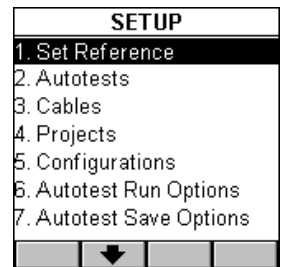 SETUP
1. Set Reference
2. Autotests
3. Cables
4. Projects
5. Configurations
6. Autotest Run Options
7. Autotest Save Options